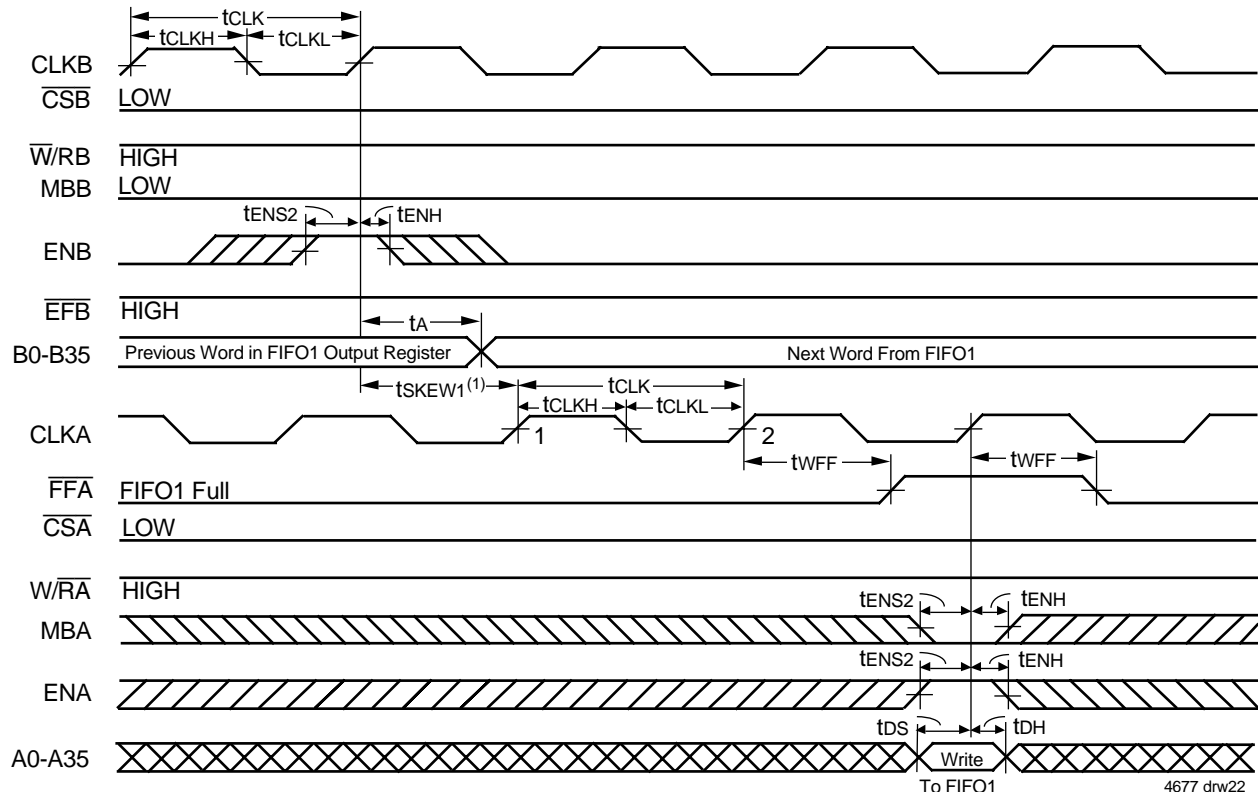 tCLK
tCLKH tCLKL
CLKB
CSB LOW
W/RB HIGH
MBB LOW
tENS2 tENH
ENB
EFB HIGH
tA
B0-B35 Previous Word in FIFO1 Output Register Next Word From FIFO1
tSKEW1(1) tCLK
tCLKH tCLKL
CLKA 1 2
tWFF tWFF
FFA FIFO1 Full
CSA LOW
W/RA HIGH
tENS2 tENH
MBA
tENS2 tENH
ENA
tDS tDH
A0-A35 Write
To FIFO1 4677 drw22